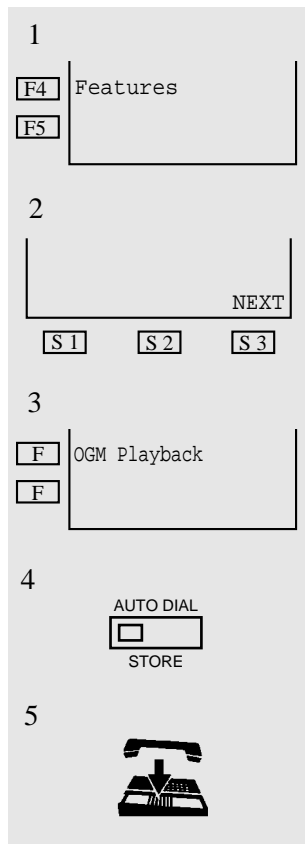 1
F4 Features
F5
2
NEXT
S 1 S 2 S 3
3
F OGM Playback
F
4
AUTO DIAL
STORE
5